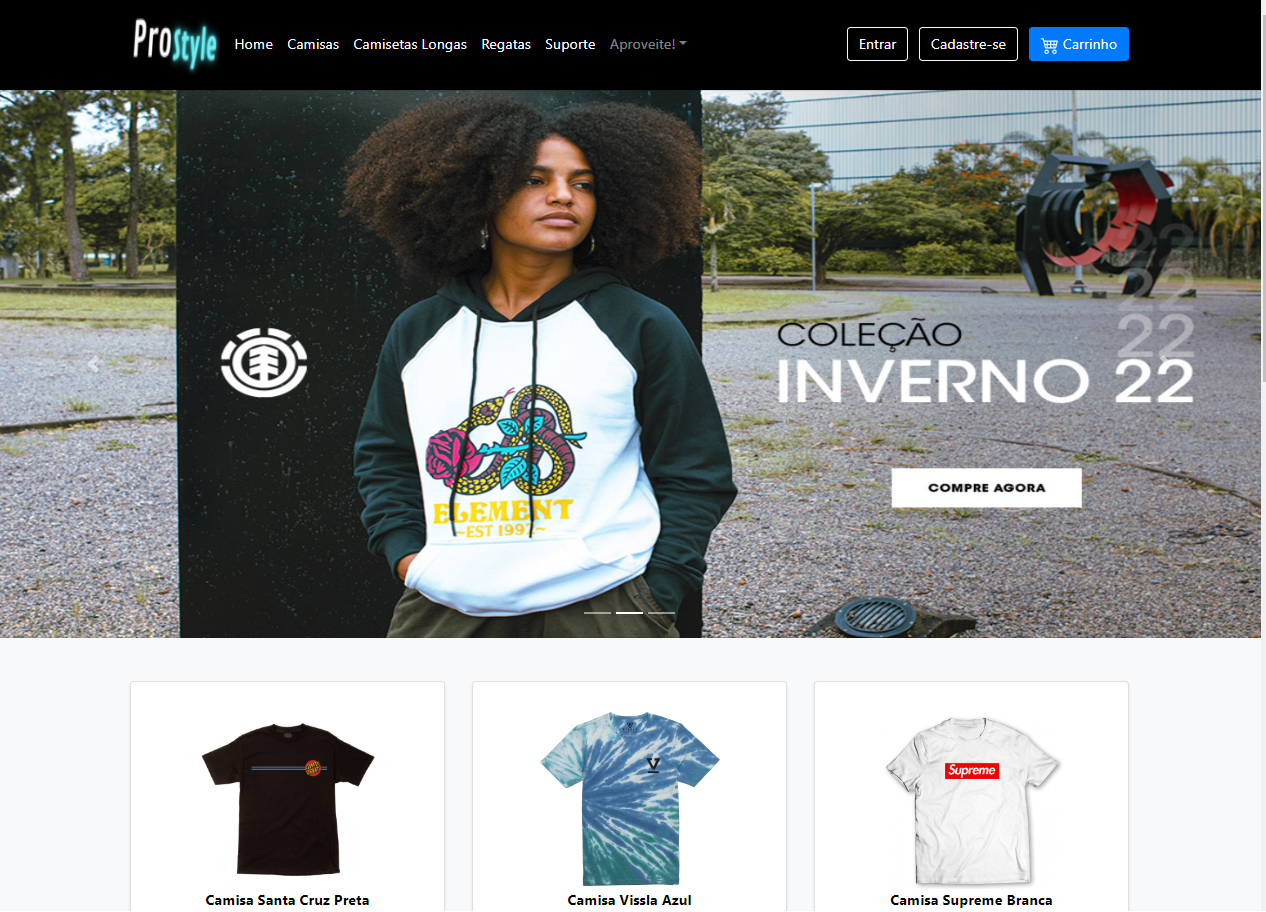 ProStyle
Home Camisas Camisetas Longas Regatas Suporte Aproveite!
Entrar Cadastre-se Carrinho
22
22
22
COLEÇÃO
INVERNO 22
COMPRE AGORA
ELEMENT
~EST 1992~
V
Supreme
Camisa Santa Cruz Preta
Camisa Vissla Azul
Camisa Supreme Branca